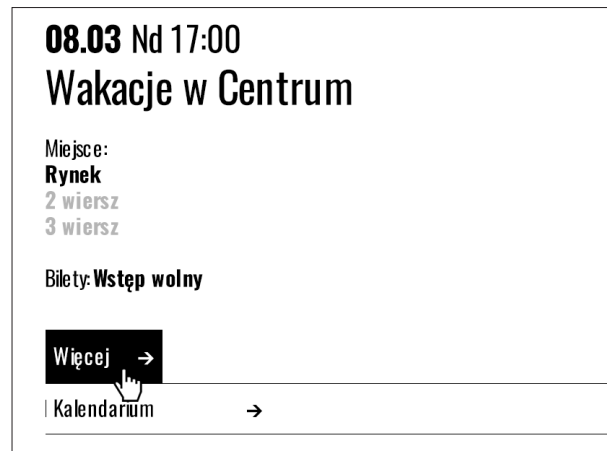 08.03 Nd 17:00
Wakacje w Centrum
Miejsce:
Rynek
2 wiersz
3 wiersz
Bilety: Wstęp wolny
Więcej →
Kalendarium →